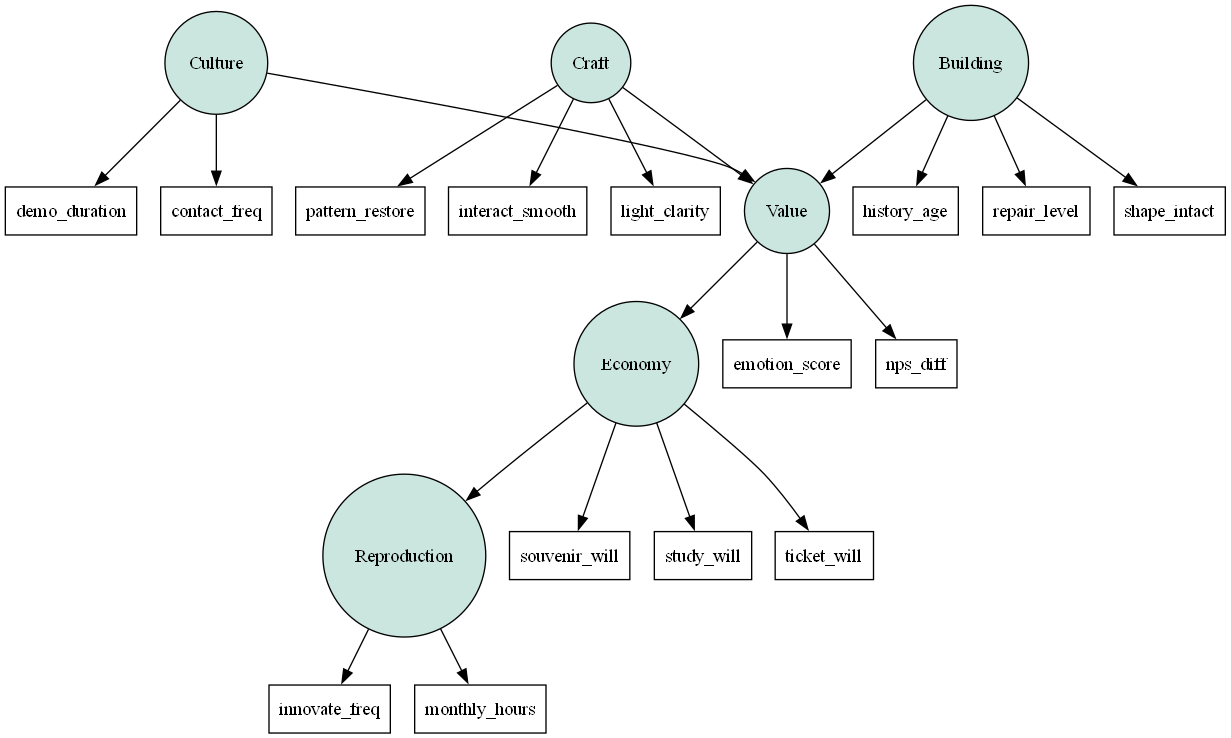 Culture
Craft
Building
demo_duration
contact_freq
pattern_restore
interact_smooth
light_clarity
Value
history_age
repair_level
shape_intact
Economy
emotion_score
nps_diff
Reproduction
souvenir_will
study_will
ticket_will
innovate_freq
monthly_hours